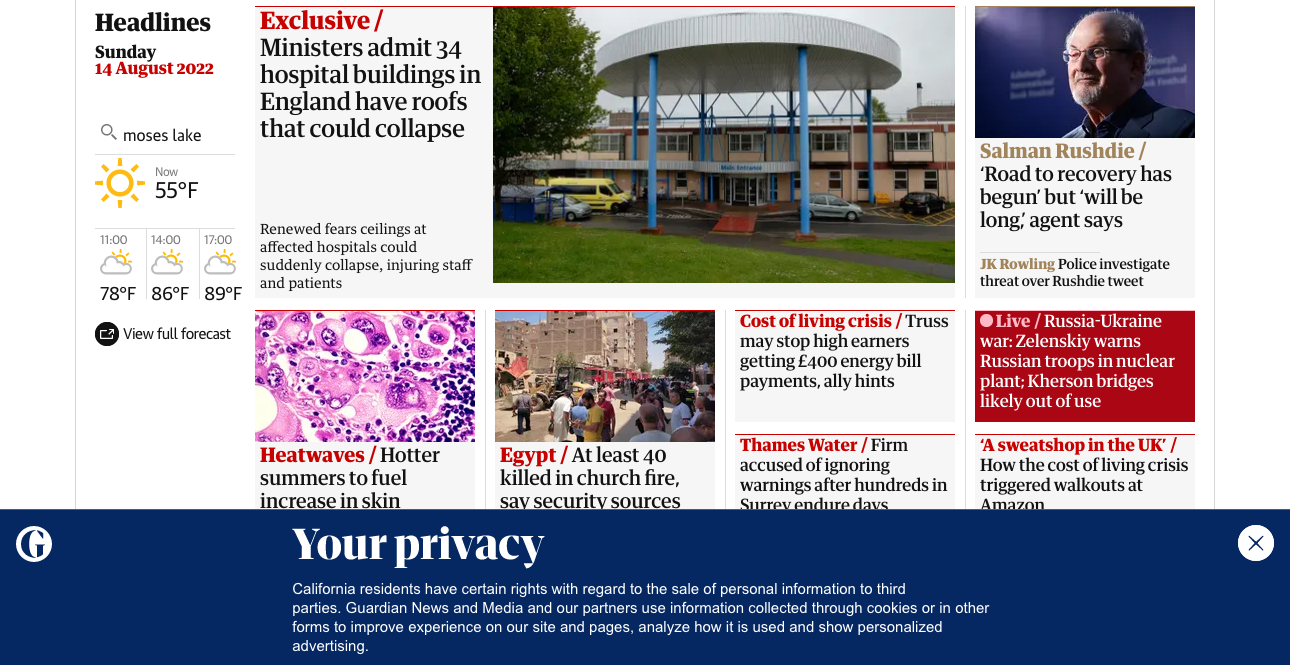 Headlines
Sunday
14 August 2022
moses lake
Now
55°F
11:00
14:00
17:00
78°F
86°F
89°F
View full forecast
Exclusive /
Ministers admit 34
hospital buildings in
England have roofs
that could collapse
Renewed fears ceilings at
affected hospitals could
suddenly collapse, injuring staff
and patients
Main Entrance
Edinburgh
International
Book Festival
Salman Rushdie /
‘Road to recovery has
begun’ but ‘will be
long,’ agent says
JK Rowling Police investigate
threat over Rushdie tweet
Heatwaves / Hotter
summers to fuel
increase in skin
Egypt / At least 40
killed in church fire,
say security sources
Cost of living crisis / Truss
may stop high earners
getting £400 energy bill
payments, ally hints
Live / Russia-Ukraine
war: Zelenskiy warns
Russian troops in nuclear
plant; Kherson bridges
likely out of use
Thames Water / Firm
accused of ignoring
warnings after hundreds in
Surrey endure days
‘A sweatshop in the UK’ /
How the cost of living crisis
triggered walkouts at
Amazon
Your privacy
California residents have certain rights with regard to the sale of personal information to third
parties. Guardian News and Media and our partners use information collected through cookies or in other
forms to improve experience on our site and pages, analyze how it is used and show personalized
advertising.